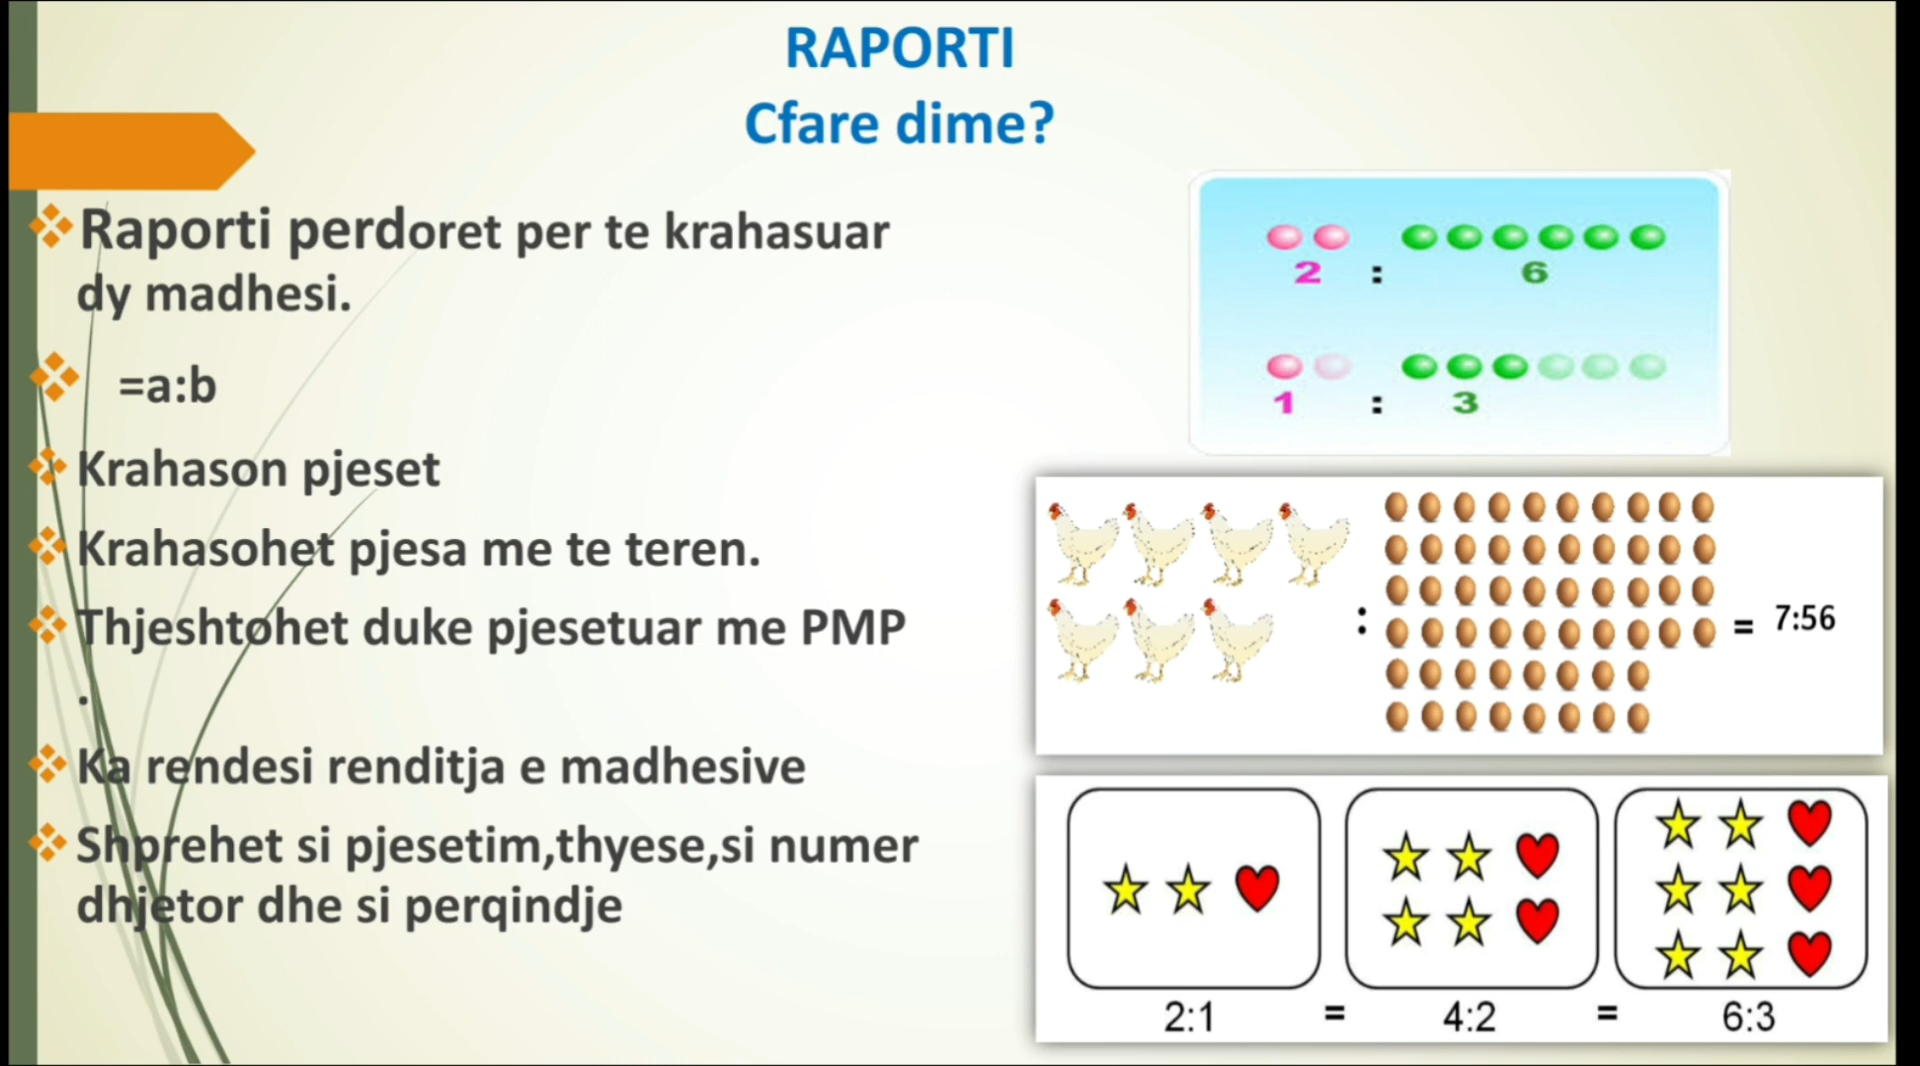 RAPORTI
Cfare dime?
Raporti perdoret per te krahasuar
dy madhesi.
=a:b
Krahason pjeset
Krahasohet pjesa me te teren.
Thjeshtohet duke pjesetuar me PMP
.
Ka rendesi renditja e madhesive
Shprehet si pjesetim,thyese,si numer
dhjetor dhe si perqindje
2 : 6
1 : 3
: = 7:56
2:1 = 4:2 = 6:3